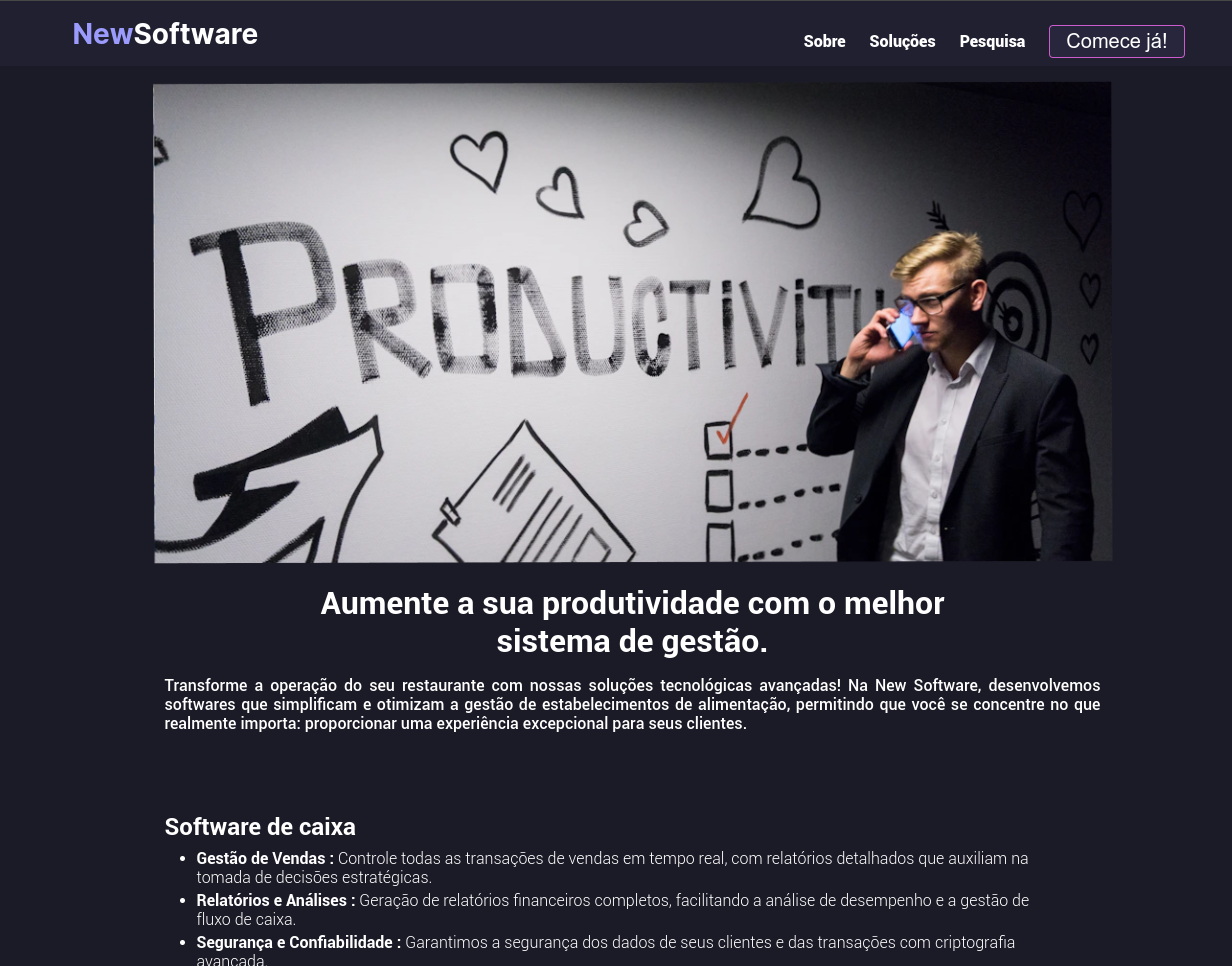 NewSoftware
Sobre Soluções Pesquisa Comece já!
PRODUCTIVITY
Aumente a sua produtividade com o melhor
sistema de gestão.
Transforme a operação do seu restaurante com nossas soluções tecnológicas avançadas! Na New Software, desenvolvemos
softwares que simplificam e otimizam a gestão de estabelecimentos de alimentação, permitindo que você se concentre no que
realmente importa: proporcionar uma experiência excepcional para seus clientes.
Software de caixa
• Gestão de Vendas : Controle todas as transações de vendas em tempo real, com relatórios detalhados que auxiliam na
tomada de decisões estratégicas.
• Relatórios e Análises : Geração de relatórios financeiros completos, facilitando a análise de desempenho e a gestão de
fluxo de caixa.
• Segurança e Confiabilidade : Garantimos a segurança dos dados de seus clientes e das transações com criptografia
avançada.